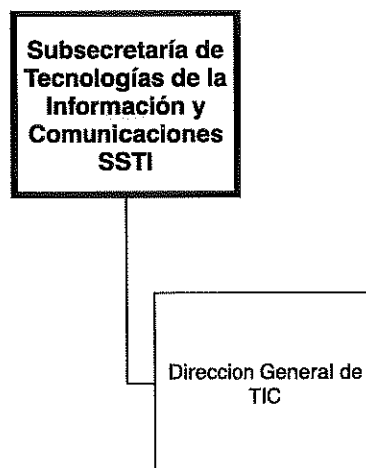 Subsecretaría de
Tecnologías de la
Información y
Comunicaciones
SSTI
Direccion General de
TIC